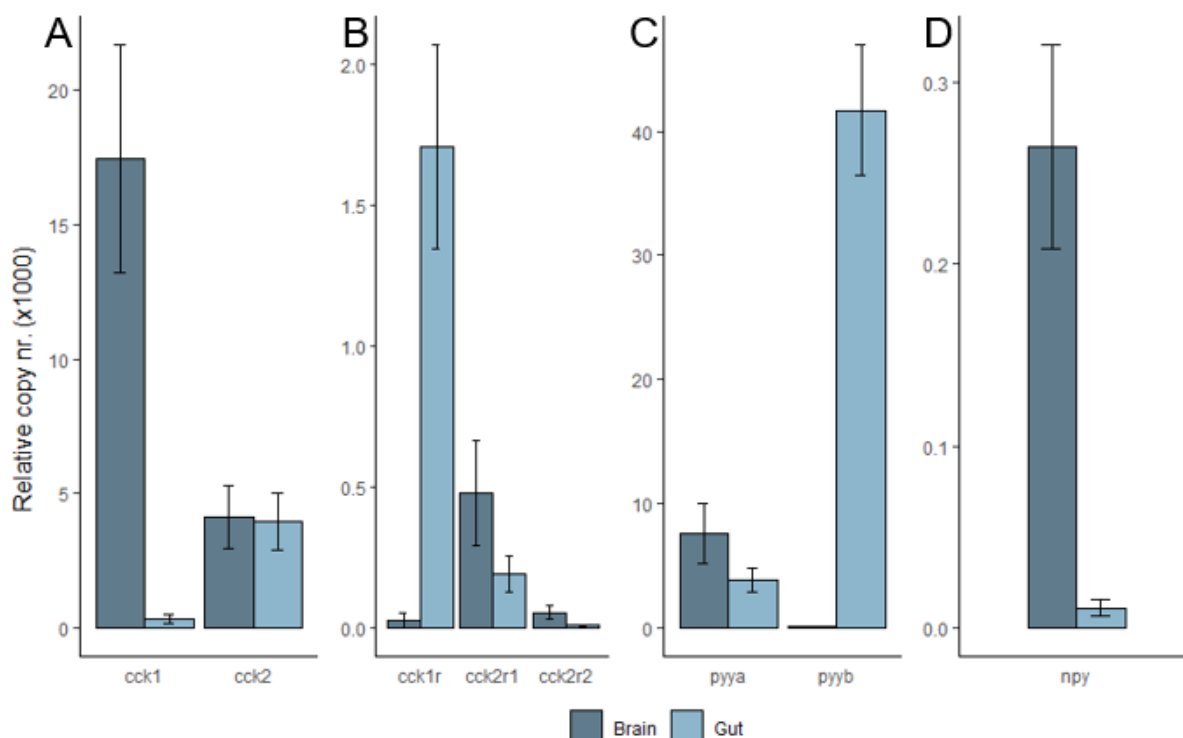 A
B
C
D
Relative copy nr. (x1000)
20
15
10
5
0
cck1
cck2
2.0
1.5
1.0
0.5
0.0
cck1r
cck2r1
cck2r2
40
30
20
10
0
pyya
pyyb
0.3
0.2
0.1
0.0
npy
Brain
Gut